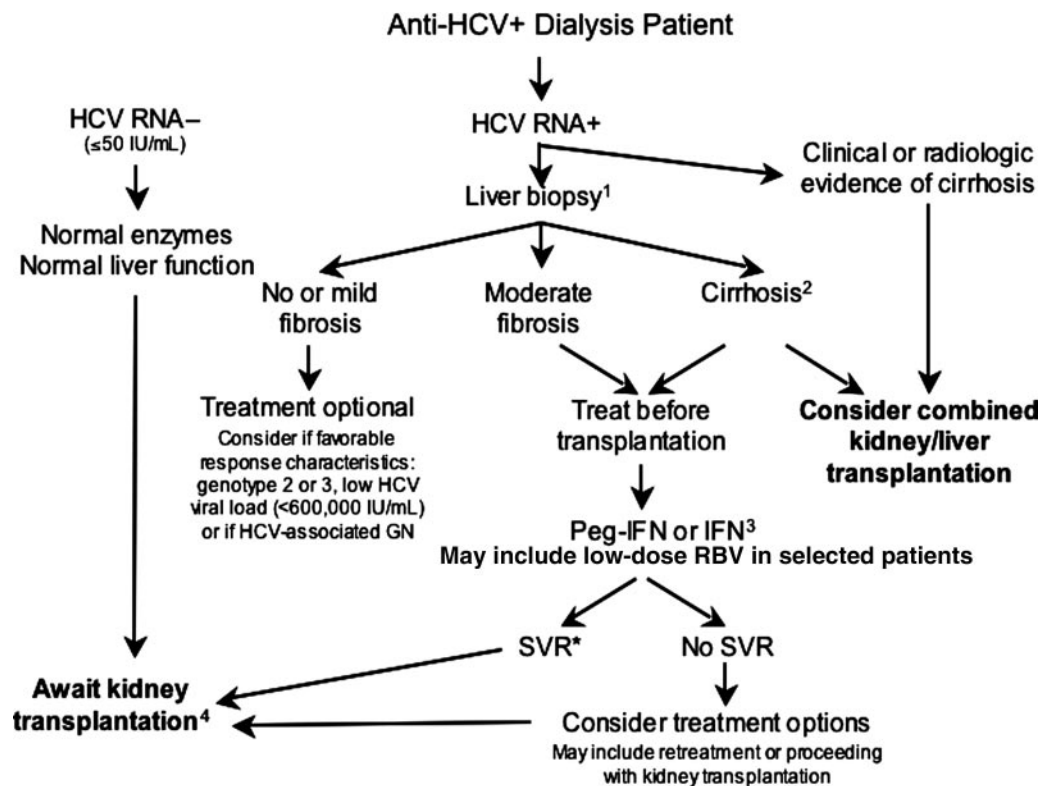 Anti-HCV+ Dialysis Patient
HCV RNA–
(≤50 IU/mL)
HCV RNA+
Clinical or radiologic
evidence of cirrhosis
Liver biopsy¹
Normal enzymes
Normal liver function
No or mild
fibrosis
Moderate
fibrosis
Cirrhosis²
Treatment optional
Consider if favorable
response characteristics:
genotype 2 or 3, low HCV
viral load (<600,000 IU/mL)
or if HCV-associated GN
Treat before
transplantation
Consider combined
kidney/liver
transplantation
Peg-IFN or IFN³
May include low-dose RBV in selected patients
SVR*
No SVR
Await kidney
transplantation⁴
Consider treatment options
May include retreatment or proceeding
with kidney transplantation